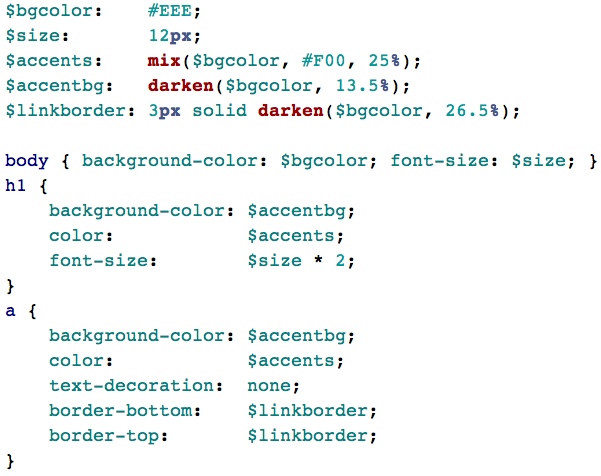 $bgcolor:    #EEE;
$size:       12px;
$accents:    mix($bgcolor, #F00, 25%);
$accentbg:   darken($bgcolor, 13.5%);
$linkborder: 3px solid darken($bgcolor, 26.5%);

body { background-color: $bgcolor; font-size: $size; }
h1 {
    background-color: $accentbg;
    color:            $accents;
    font-size:        $size * 2;
}
a {
    background-color: $accentbg;
    color:            $accents;
    text-decoration:  none;
    border-bottom:    $linkborder;
    border-top:       $linkborder;
}